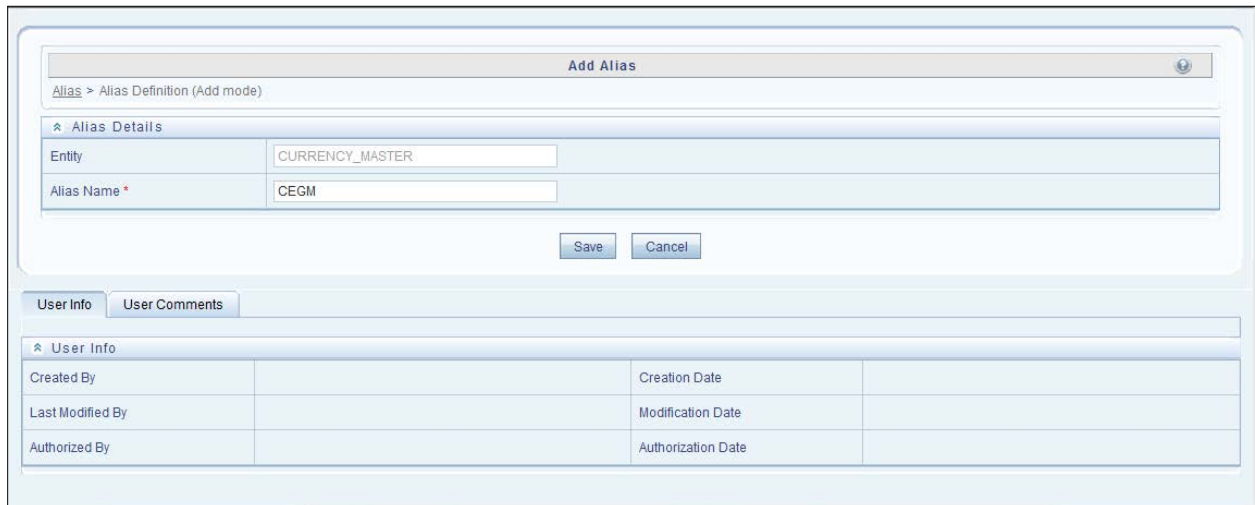 Add Alias
Alias > Alias Definition (Add mode)
Alias Details
Entity CURRENCY_MASTER
Alias Name * CEGM
Save Cancel
User Info User Comments
User Info
Created By Creation Date
Last Modified By Modification Date
Authorized By Authorization Date